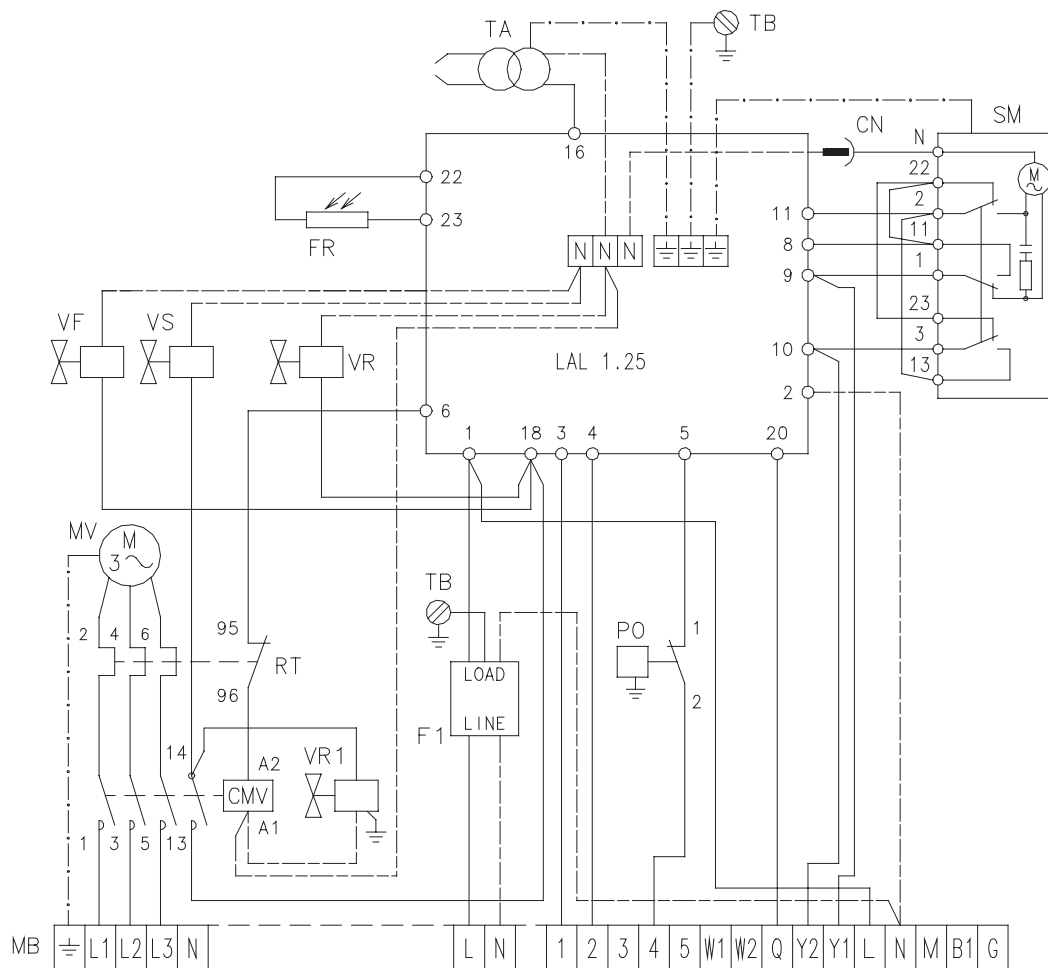 TA
TB
SM
CN
N
16
22
22
2
23
11
11
FR
8
N N N
1
9
23
VF
VS
VR
LAL 1.25
10
3
13
6
2
1
18
3
4
5
20
MV
M
3
TB
95
2
4
6
PO
1
RT
LOAD
96
2
LINE
F1
14
VR1
A2
CMV
A1
1
3
5
13
MB
L1 L2 L3 N
L N
1 2 3 4 5 W1 W2 Q Y2 Y1 L N M B1 G
M